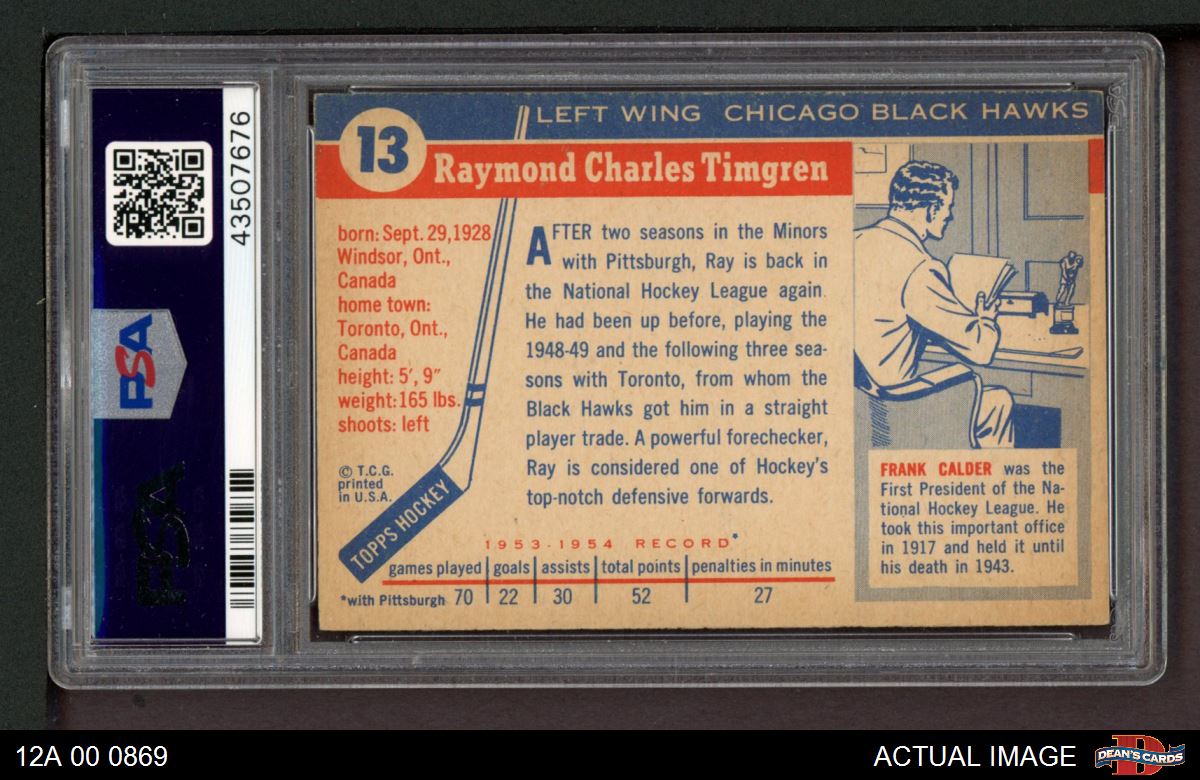 PSA
43507676
PSA
13
LEFT WING CHICAGO BLACK HAWKS
Raymond Charles Timgren
born: Sept. 29,1928
Windsor, Ont.,
Canada
home town:
Toronto, Ont.,
Canada
height: 5', 9"
weight: 165 lbs.
shoots: left
© T.C.G.
printed
in U.S.A.
TOPPS HOCKEY
AFTER two seasons in the Minors
with Pittsburgh, Ray is back in
the National Hockey League again.
He had been up before, playing the
1948-49 and the following three sea-
sons with Toronto, from whom the
Black Hawks got him in a straight
player trade. A powerful forechecker,
Ray is considered one of Hockey's
top-notch defensive forwards.
1953-1954 RECORD*
games played goals assists total points penalties in minutes
*with Pittsburgh 70 22 30 52 27
FRANK CALDER was the
First President of the Na-
tional Hockey League. He
took this important office
in 1917 and held it until
his death in 1943.
12A 00 0869
ACTUAL IMAGE
D
DEAN'S CARDS